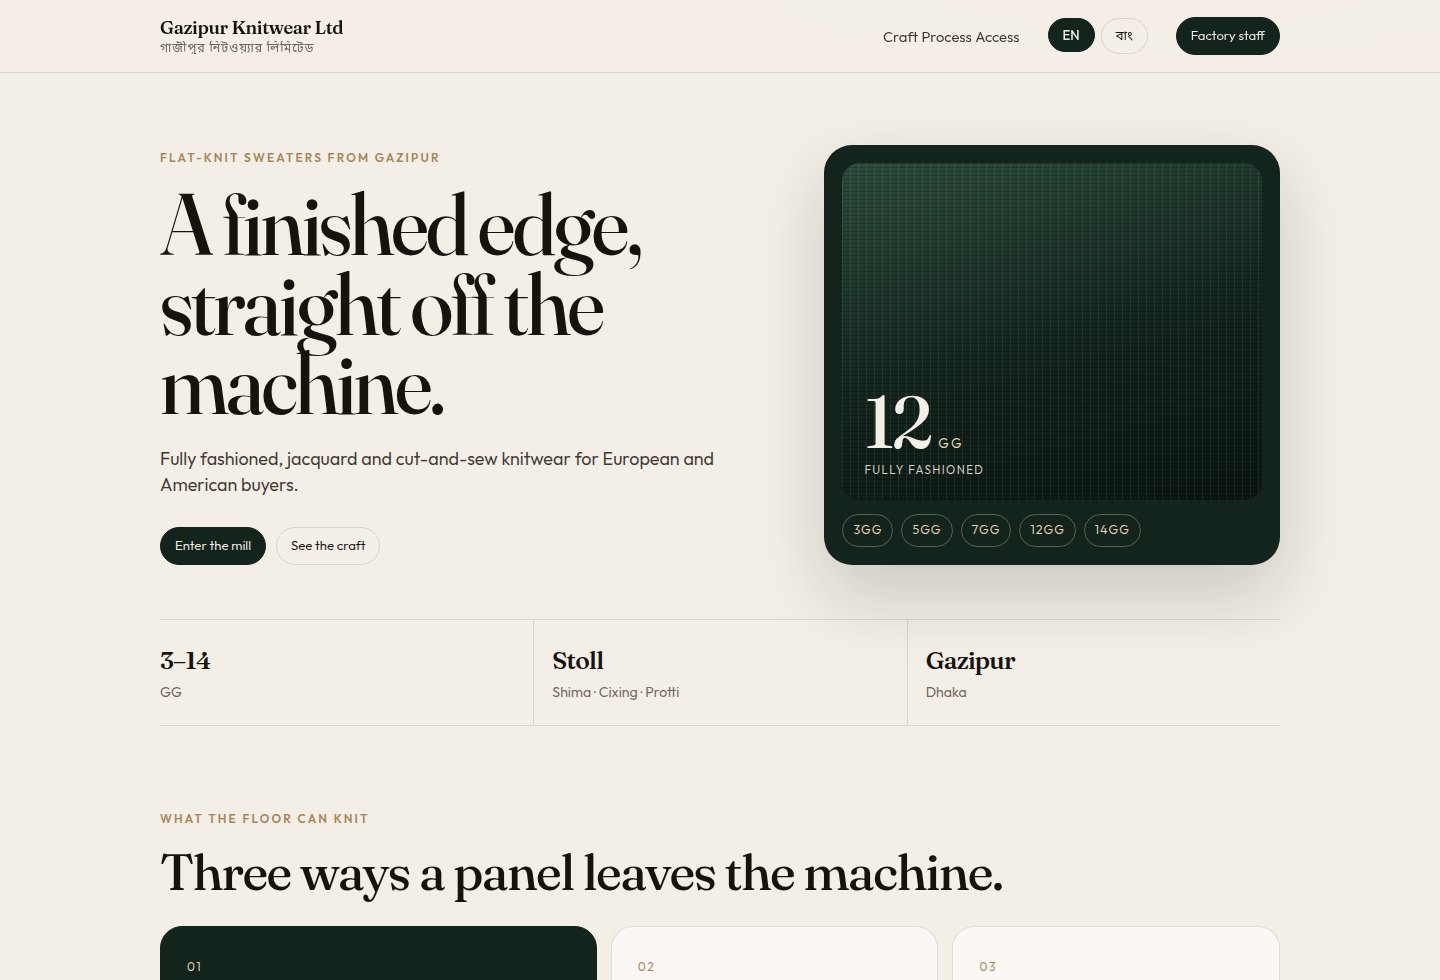 Gazipur Knitwear Ltd
গাজীপুর নিটওয়্যার লিমিটেড
Craft Process Access
EN
বাং
Factory staff
FLAT-KNIT SWEATERS FROM GAZIPUR
A finished edge,
straight off the
machine.
Fully fashioned, jacquard and cut-and-sew knitwear for European and
American buyers.
Enter the mill
See the craft
12 GG
FULLY FASHIONED
3GG
5GG
7GG
12GG
14GG
3–14
GG
Stoll
Shima · Cixing · Protti
Gazipur
Dhaka
WHAT THE FLOOR CAN KNIT
Three ways a panel leaves the machine.
01
02
03